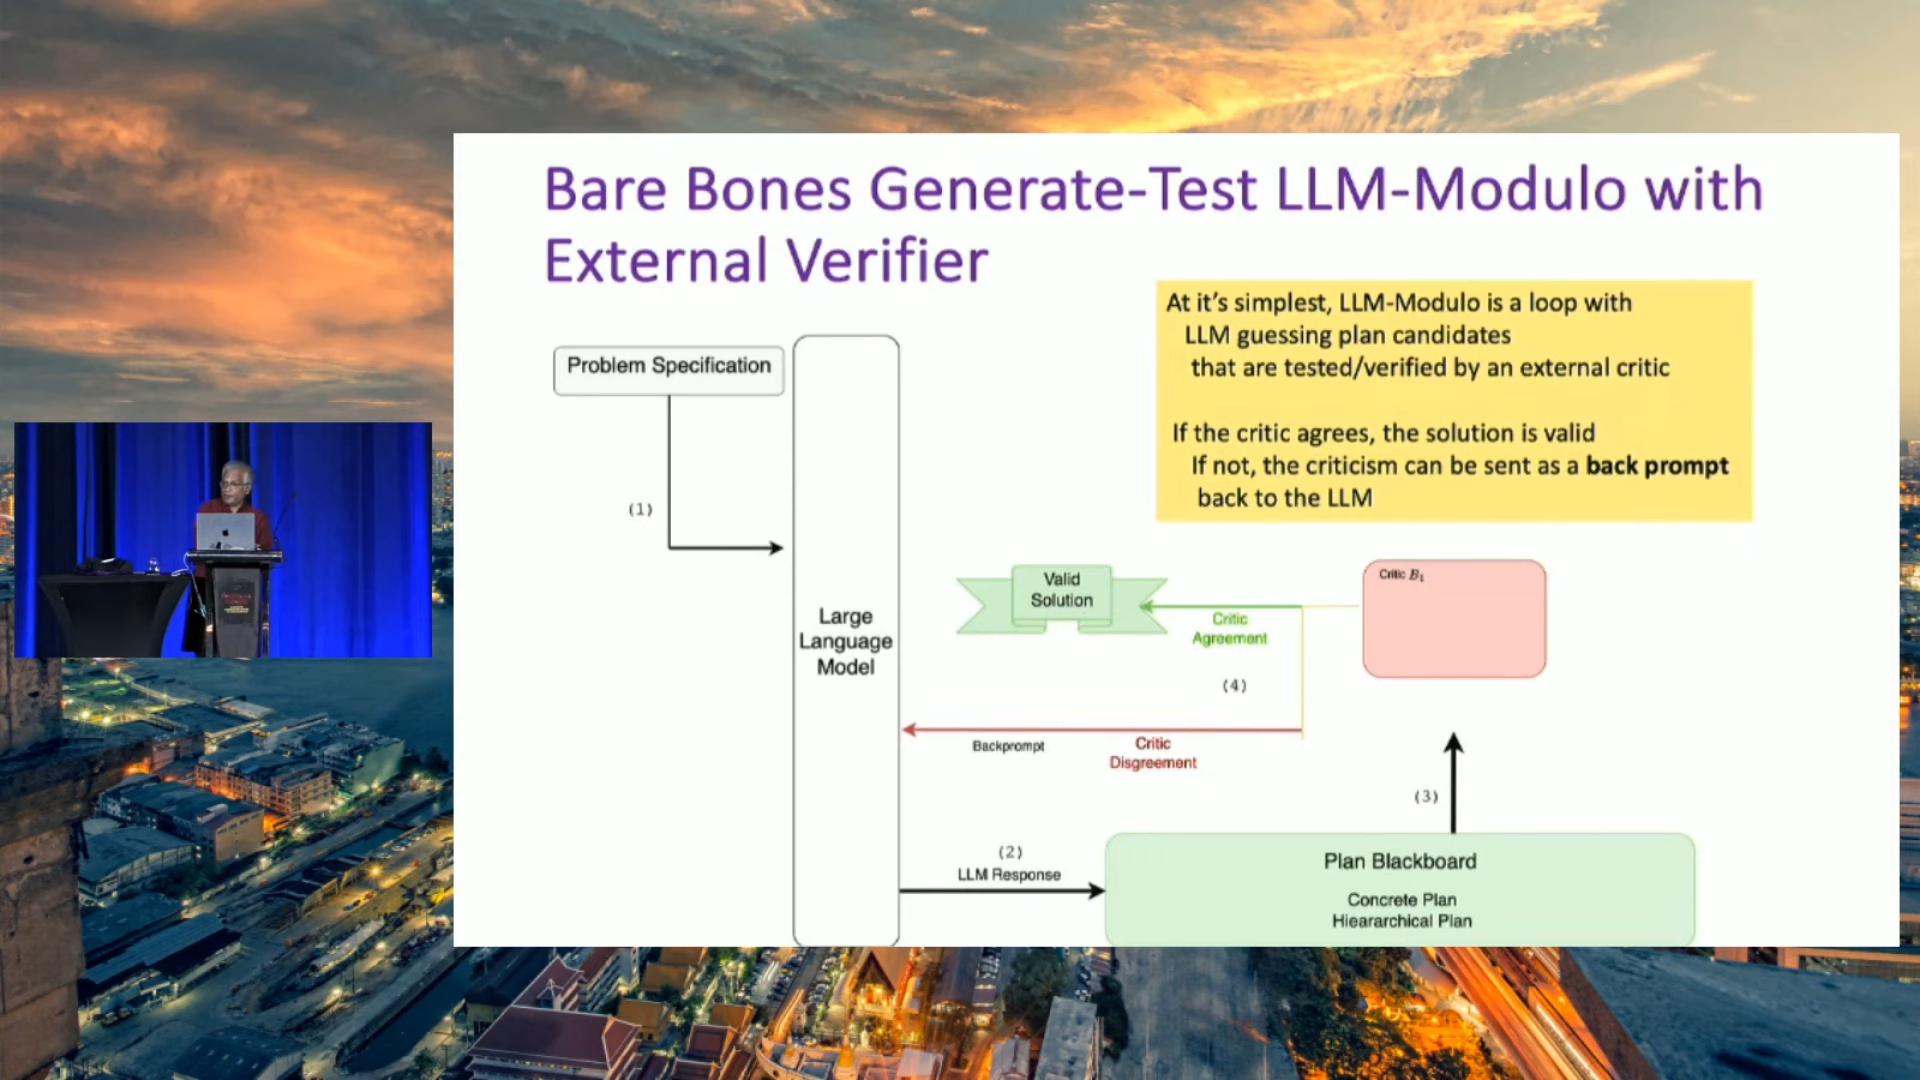 Bare Bones Generate-Test LLM-Modulo with
External Verifier
At it's simplest, LLM-Modulo is a loop with
LLM guessing plan candidates
that are tested/verified by an external critic
If the critic agrees, the solution is valid
If not, the criticism can be sent as a back prompt
back to the LLM
Problem Specification
(1)
Large
Language
Model
Valid
Solution
Critic
Agreement
Critic B₁
(4)
Backprompt
Critic
Disgreement
(3)
(2)
LLM Response
Plan Blackboard
Concrete Plan
Hieararchical Plan